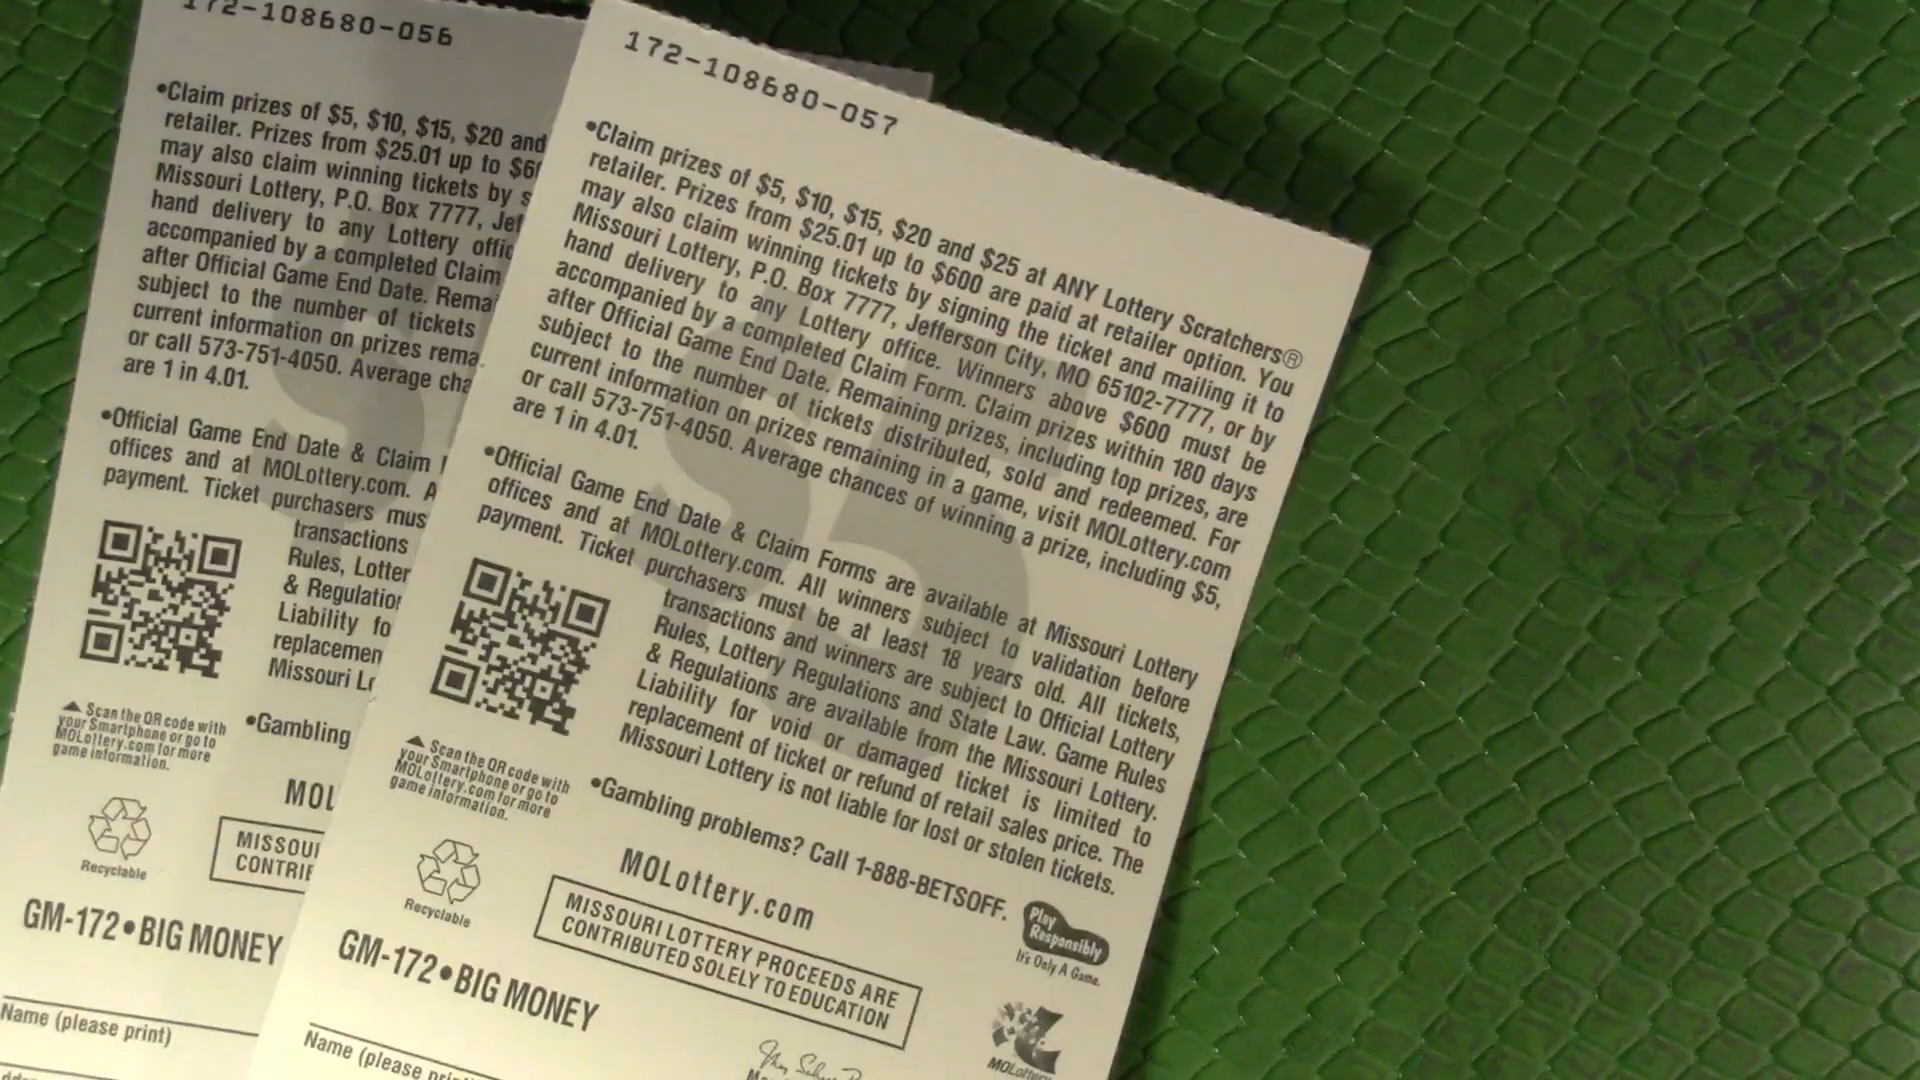 172-108680-056
•Claim prizes of $5, $10, $15, $20 and
retailer. Prizes from $25.01 up to $60
may also claim winning tickets by s
Missouri Lottery, P.O. Box 7777, Jef
hand delivery to any Lottery offic
accompanied by a completed Claim
after Official Game End Date. Remai
subject to the number of tickets
current information on prizes rema
or call 573-751-4050. Average cha
are 1 in 4.01.
•Official Game End Date & Claim
offices and at MOLottery.com. A
payment. Ticket purchasers mus
transactions
Rules, Lotter
& Regulation
Liability fo
replacemen
Missouri Lo
▲ Scan the QR code with
your Smartphone or go to
MOLottery.com for more
game information.
•Gambling
MOL
Recyclable
MISSOUR
CONTRIB
GM-172•BIG MONEY
Name (please print)
172-108680-057
•Claim prizes of $5, $10, $15, $20 and $25 at ANY Lottery Scratchers®
retailer. Prizes from $25.01 up to $600 are paid at retailer option. You
may also claim winning tickets by signing the ticket and mailing it to
Missouri Lottery, P.O. Box 7777, Jefferson City, MO 65102-7777, or by
hand delivery to any Lottery office. Winners above $600 must be
accompanied by a completed Claim Form. Claim prizes within 180 days
after Official Game End Date. Remaining prizes, including top prizes, are
subject to the number of tickets distributed, sold and redeemed. For
current information on prizes remaining in a game, visit MOLottery.com
or call 573-751-4050. Average chances of winning a prize, including $5,
are 1 in 4.01.
•Official Game End Date & Claim Forms are available at Missouri Lottery
offices and at MOLottery.com. All winners subject to validation before
payment. Ticket purchasers must be at least 18 years old. All tickets,
transactions and winners are subject to Official Lottery
Rules, Lottery Regulations and State Law. Game Rules
& Regulations are available from the Missouri Lottery.
Liability for void or damaged ticket is limited to
replacement of ticket or refund of retail sales price. The
Missouri Lottery is not liable for lost or stolen tickets.
▲ Scan the QR code with
your Smartphone or go to
MOLottery.com for more
game information.
•Gambling problems? Call 1-888-BETSOFF.
MOLottery.com
Recyclable
MISSOURI LOTTERY PROCEEDS ARE
CONTRIBUTED SOLELY TO EDUCATION
Play
Responsibly
It's Only A Game.
GM-172•BIG MONEY
MOLottery
Name (please print
$5